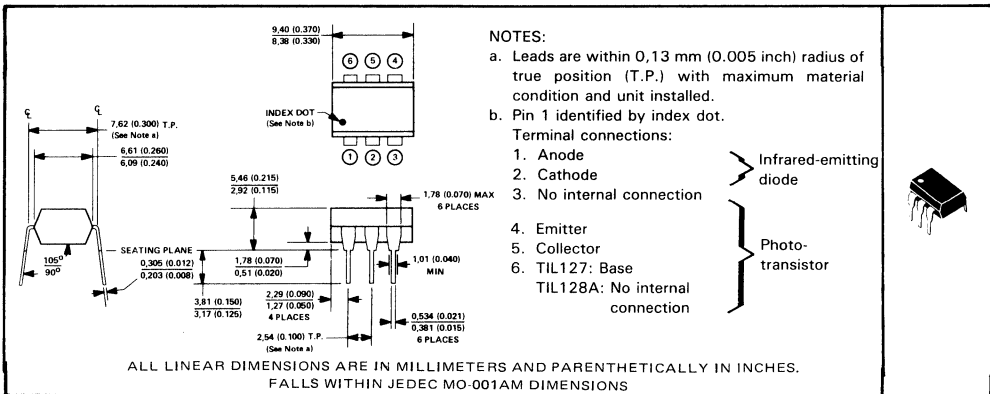 9,40 (0.370)
8,38 (0.330)
6 5 4
INDEX DOT
(See Note b)
1 2 3
℄ ℄
7,62 (0.300) T.P.
(See Note a)
6,61 (0.260)
6,09 (0.240)
5,46 (0.215)
2,92 (0.115)
1,78 (0.070) MAX
6 PLACES
SEATING PLANE
105º
90º
0,305 (0.012)
0,203 (0.008)
1,78 (0.070)
0,51 (0.020)
1,01 (0.040)
MIN
3,81 (0.150)
3,17 (0.125)
2,29 (0.090)
1,27 (0.050)
4 PLACES
0,534 (0.021)
0,381 (0.015)
6 PLACES
2,54 (0.100) T.P.
(See Note a)
NOTES:
a. Leads are within 0,13 mm (0.005 inch) radius of
true position (T.P.) with maximum material
condition and unit installed.
b. Pin 1 identified by index dot.
Terminal connections:
1. Anode
2. Cathode
3. No internal connection
Infrared-emitting
diode
4. Emitter
5. Collector
6. TIL127: Base
TIL128A: No internal
connection
Photo-
transistor
ALL LINEAR DIMENSIONS ARE IN MILLIMETERS AND PARENTHETICALLY IN INCHES.
FALLS WITHIN JEDEC MO-001AM DIMENSIONS